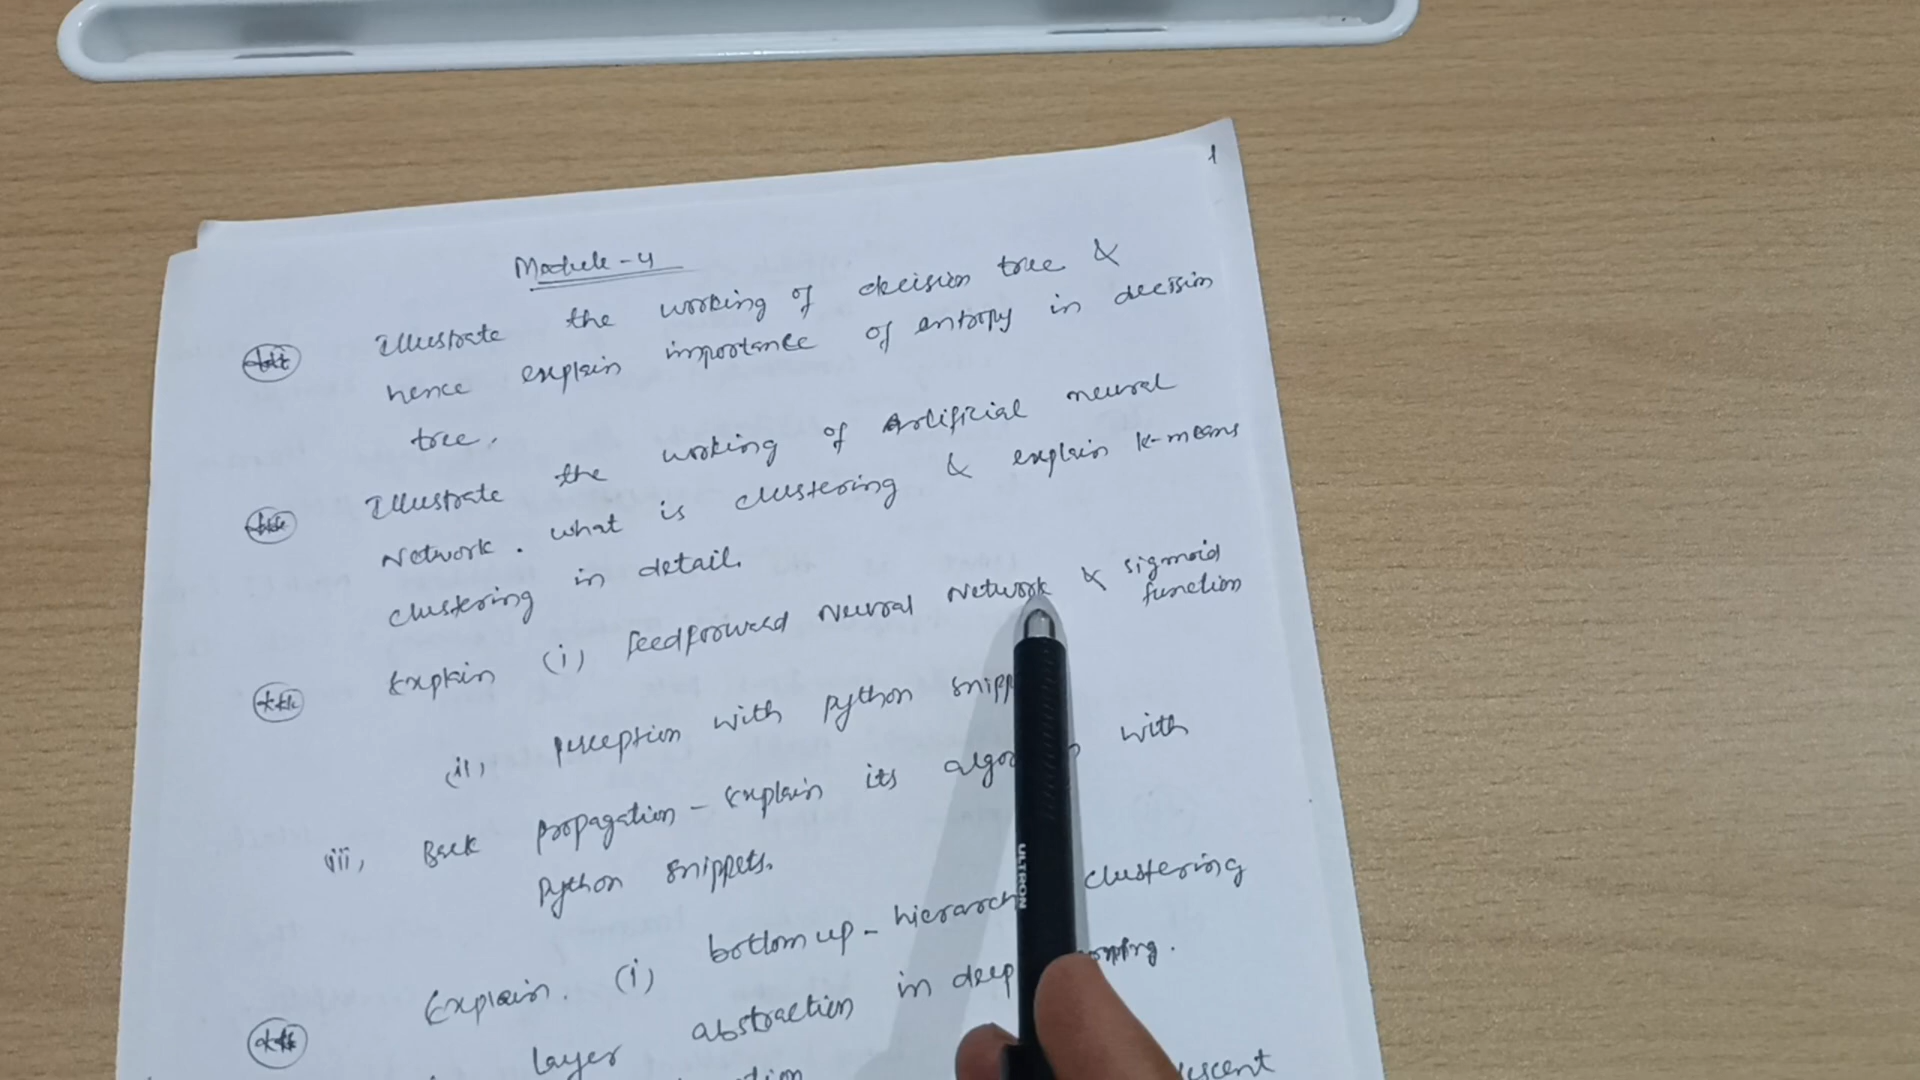 1
Module-4
*** Illustrate the working of decision tree &
hence explain importance of entropy in decision
tree.
*** Illustrate the working of Artificial neural
Network. what is clustering & explain k-means
clustering in detail.
*** Explain (i) feedforward Neural Network & sigmoid
function
(ii) perception with python
iii, Back propagation - explain its with
python snippets.
*** Explain. (i) bottom up - clustering
layer abstraction in deep
ULTRON